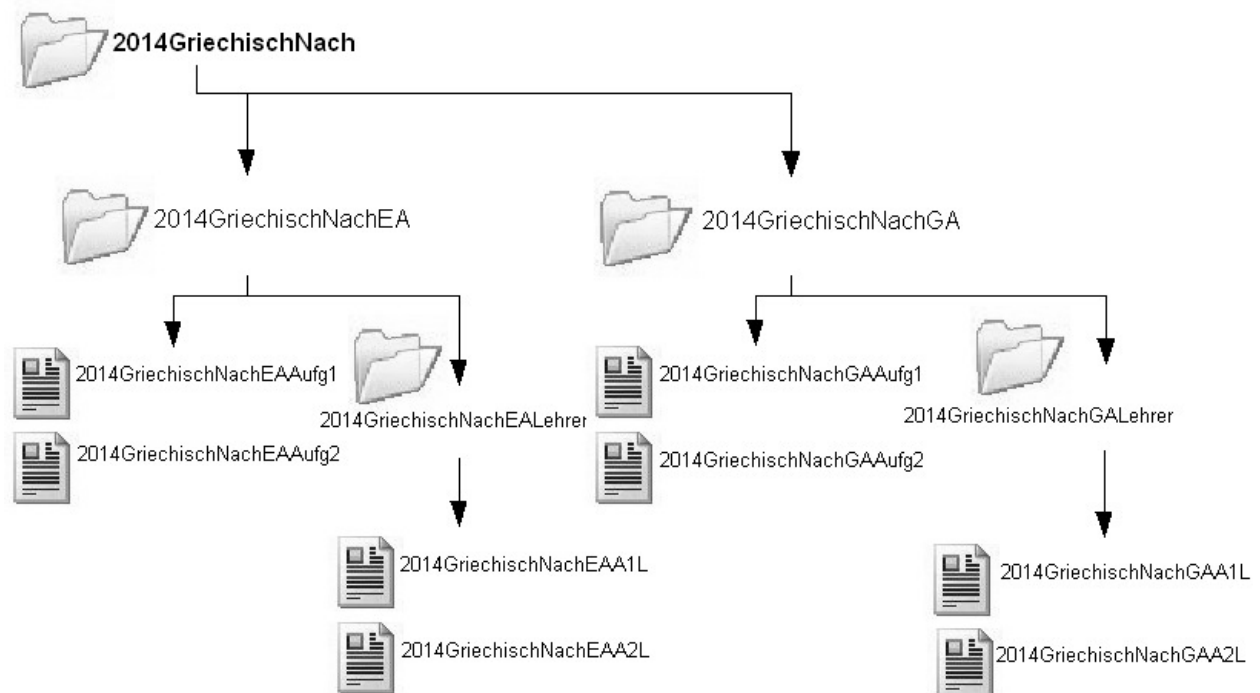 2014GriechischNach
2014GriechischNachEA
2014GriechischNachGA
2014GriechischNachEAAufg1
2014GriechischNachEAAufg2
2014GriechischNachEALehrer
2014GriechischNachGAAufg1
2014GriechischNachGAAufg2
2014GriechischNachGALehrer
2014GriechischNachEAA1L
2014GriechischNachEAA2L
2014GriechischNachGAA1L
2014GriechischNachGAA2L